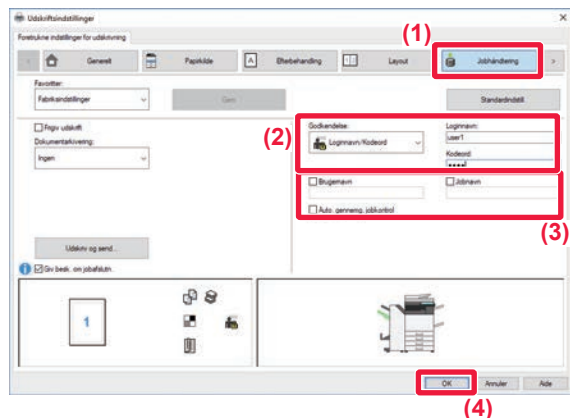 Udskriftsindstillinger
Foretrukne indstillinger for udskrivning
(1)
Generelt
Papirkilde
A
Efterbehandling
Layout
Jobhåndtering
Favoritter:
Fabriksindstillinger
Gem
Standardindstill.
Frigiv udskrift
Dokumentarkivering:
Ingen
(2)
Godkendelse:
Loginnavn/Kodeord
Loginnavn:
user1
Kodeord:
•••••
Brugernavn
Jobnavn
Auto. gennemg. jobkontrol
(3)
Udskriv og send...
Giv besk. om jobafslutn.
1
OK
Annuller
Aide
(4)